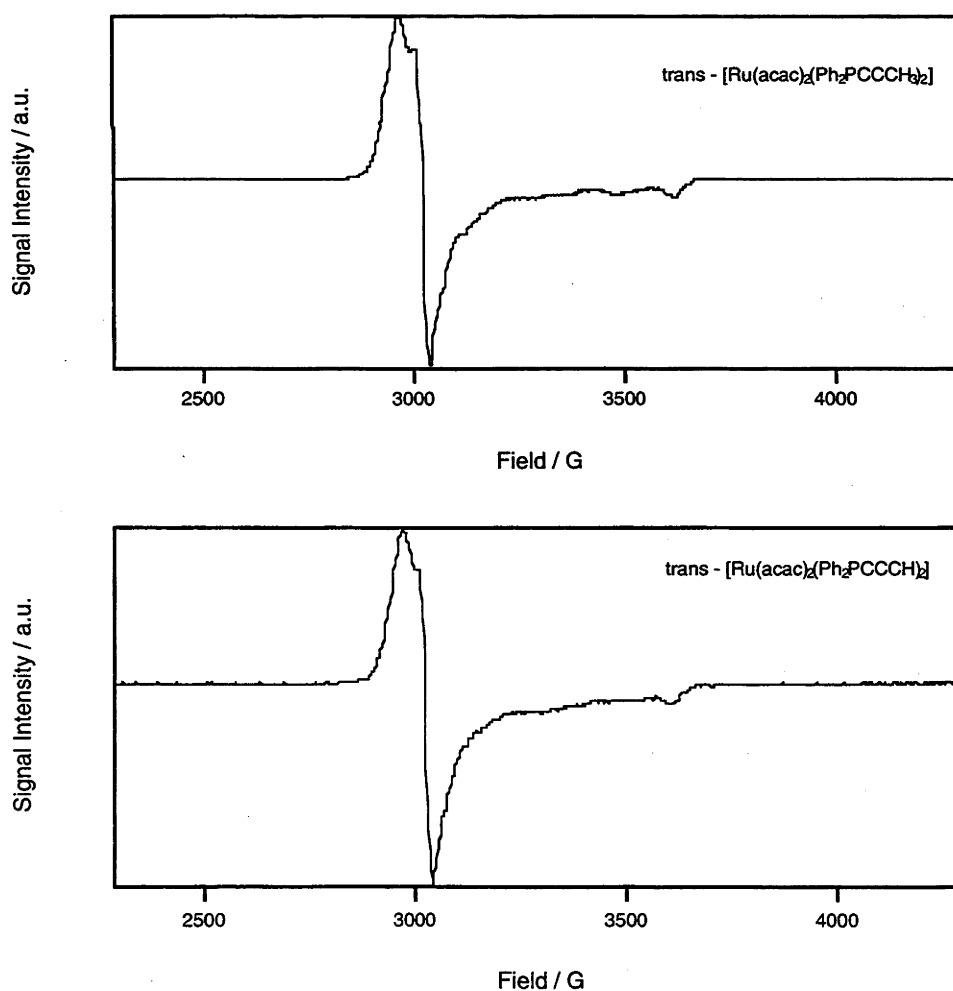 Signal Intensity / a.u.
trans - [Ru(acac)₂(Ph₂PCCCH₃)₂]
2500 3000 3500 4000
Field / G
Signal Intensity / a.u.
trans - [Ru(acac)₂(Ph₂PCCCH)₂]
2500 3000 3500 4000
Field / G